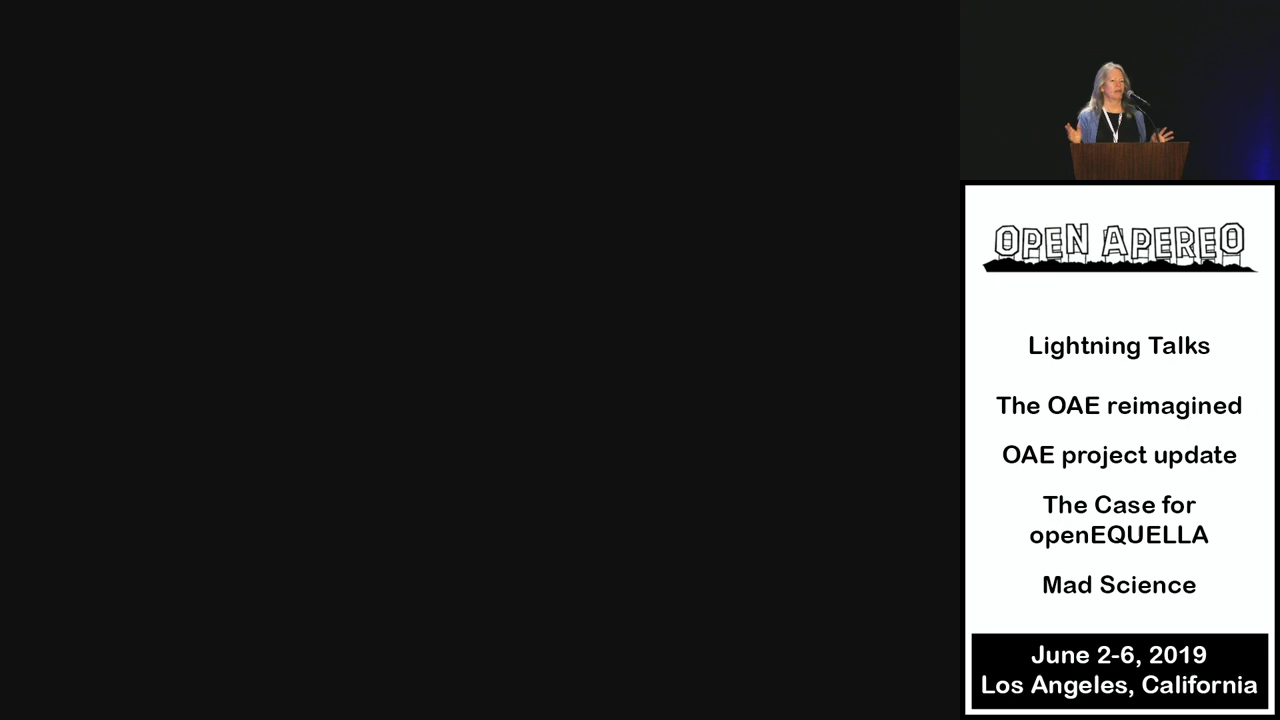 OPEN APEREO
Lightning Talks
The OAE reimagined
OAE project update
The Case for
openEQUELLA
Mad Science
June 2-6, 2019
Los Angeles, California